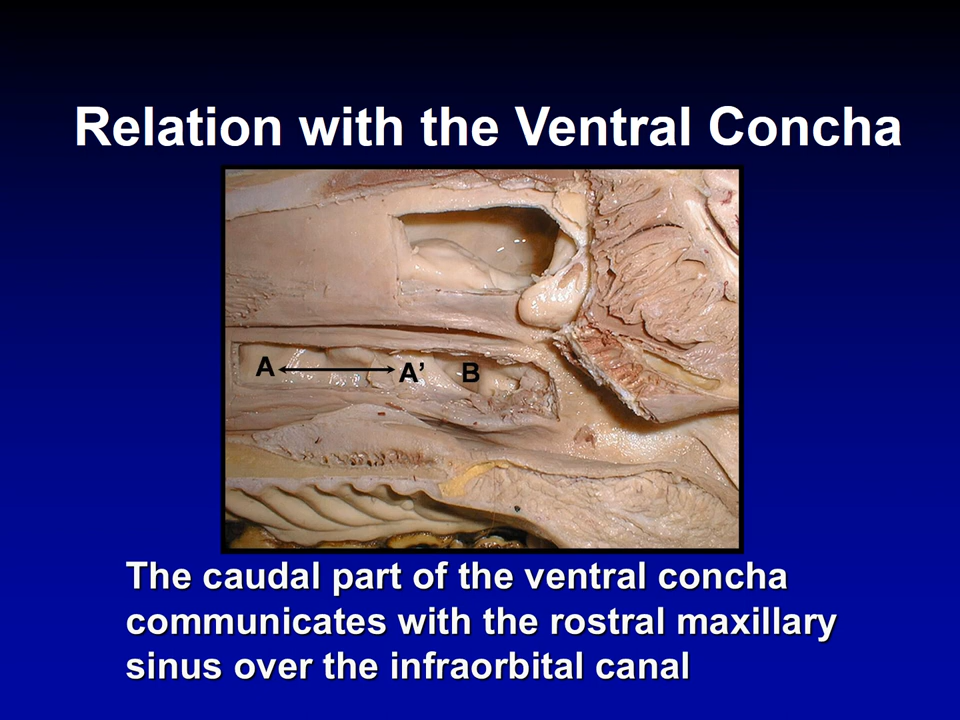 Relation with the Ventral Concha
A A’ B
The caudal part of the ventral concha
communicates with the rostral maxillary
sinus over the infraorbital canal